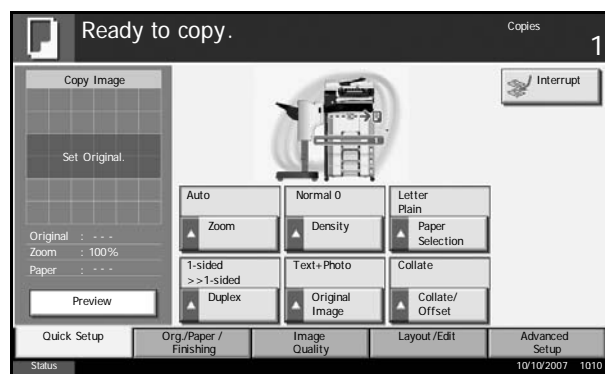 Ready to copy.
Copies
1
Copy Image
Set Original.
Original : - - -
Zoom : 100%
Paper : - - -
Preview
Interrupt
Auto
Zoom
Normal 0
Density
Letter
Plain
Paper
Selection
1-sided
>>1-sided
Duplex
Text+Photo
Original
Image
Collate
Collate/
Offset
Quick Setup
Org./Paper /
Finishing
Image
Quality
Layout/Edit
Advanced
Setup
Status
10/10/2007 1010